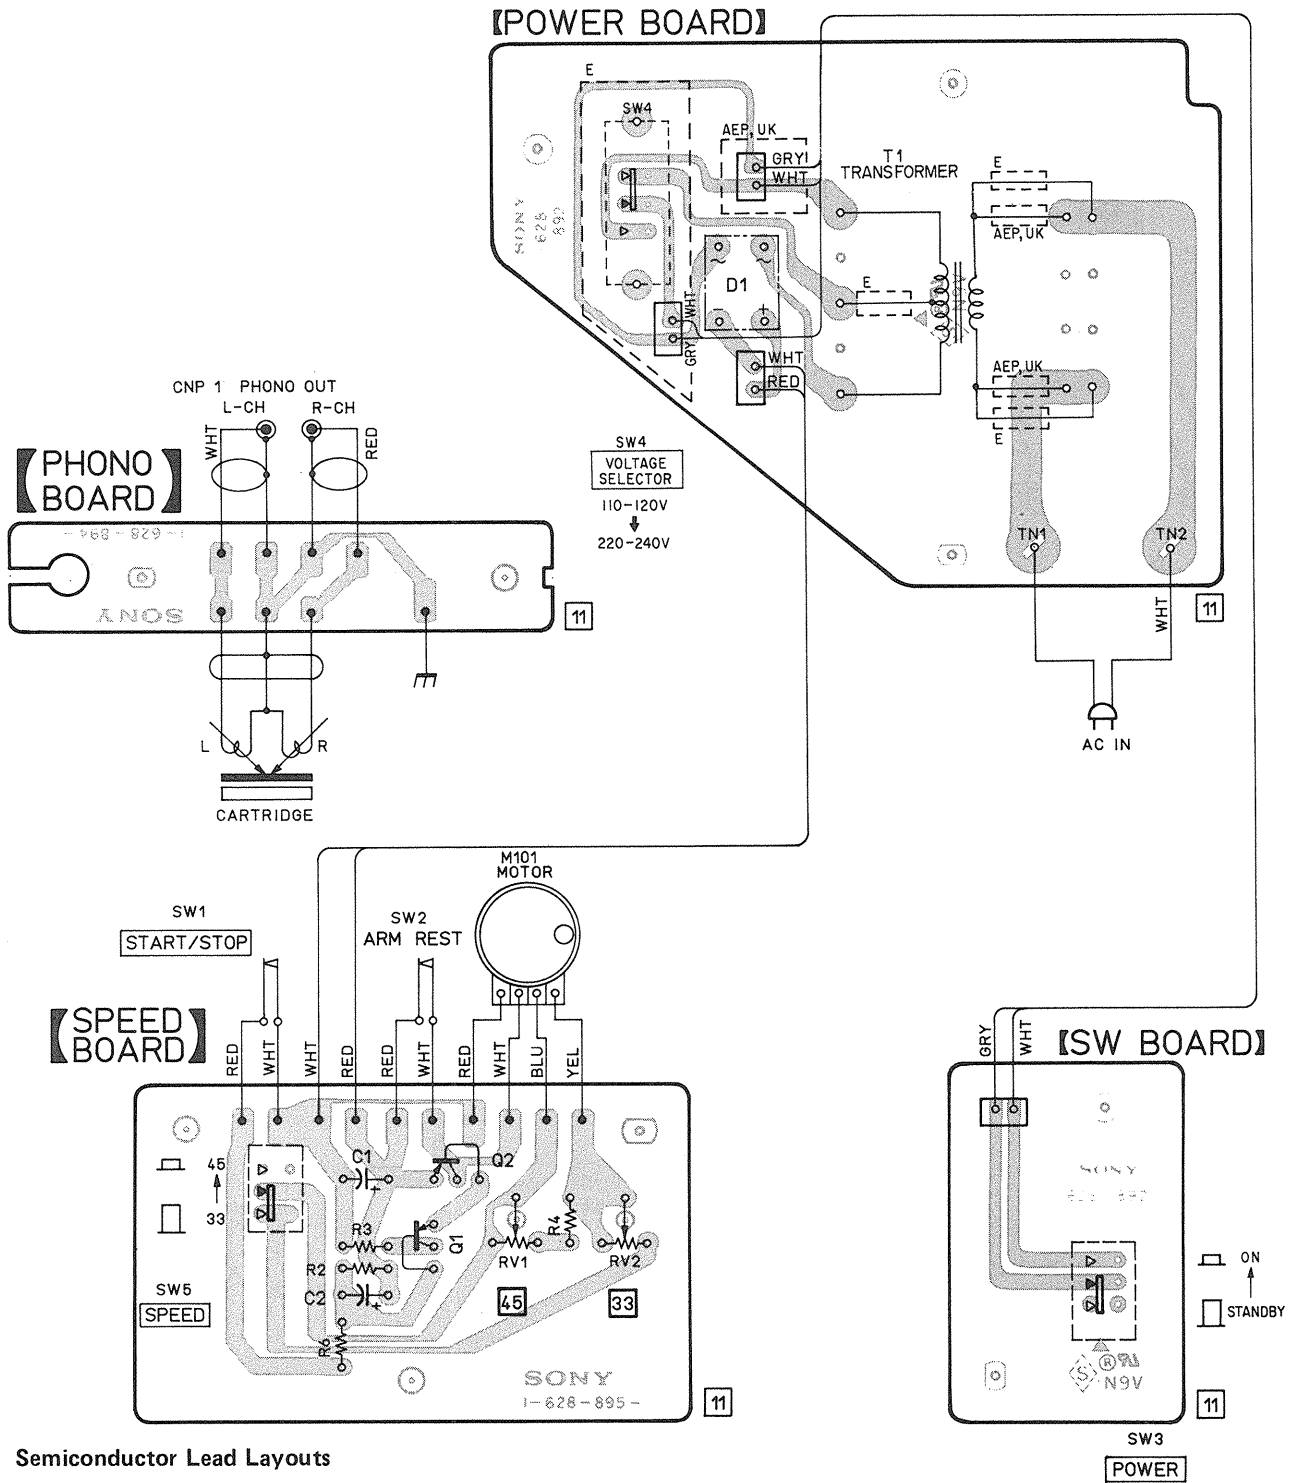 【POWER BOARD】
E
SW4
AEP, UK
GRY
WHT
T1
TRANSFORMER
E
AEP, UK
SONY
628
892
D1
E
WHT
GRY
WHT
RED
AEP, UK
E
CNP 1 PHONO OUT
L-CH R-CH
WHT
RED
【PHONO
BOARD】
1-628-894-
SONY
11
SW4
VOLTAGE
SELECTOR
110-120V
220-240V
TN1
TN2
WHT
11
AC IN
L
R
CARTRIDGE
M101
MOTOR
SW1
START/STOP
SW2
ARM REST
【SPEED
BOARD】
RED
WHT
WHT
RED
RED
WHT
RED
WHT
BLU
YEL
GRY
WHT
【SW BOARD】
45
33
C1
+
Q2
R3
R2
C2
+
Q1
R4
RV1
RV2
45
33
R6
SW5
SPEED
SONY
1-628-895-
11
SONY
ON
STANDBY
S
N9V
11
SW3
POWER
Semiconductor Lead Layouts